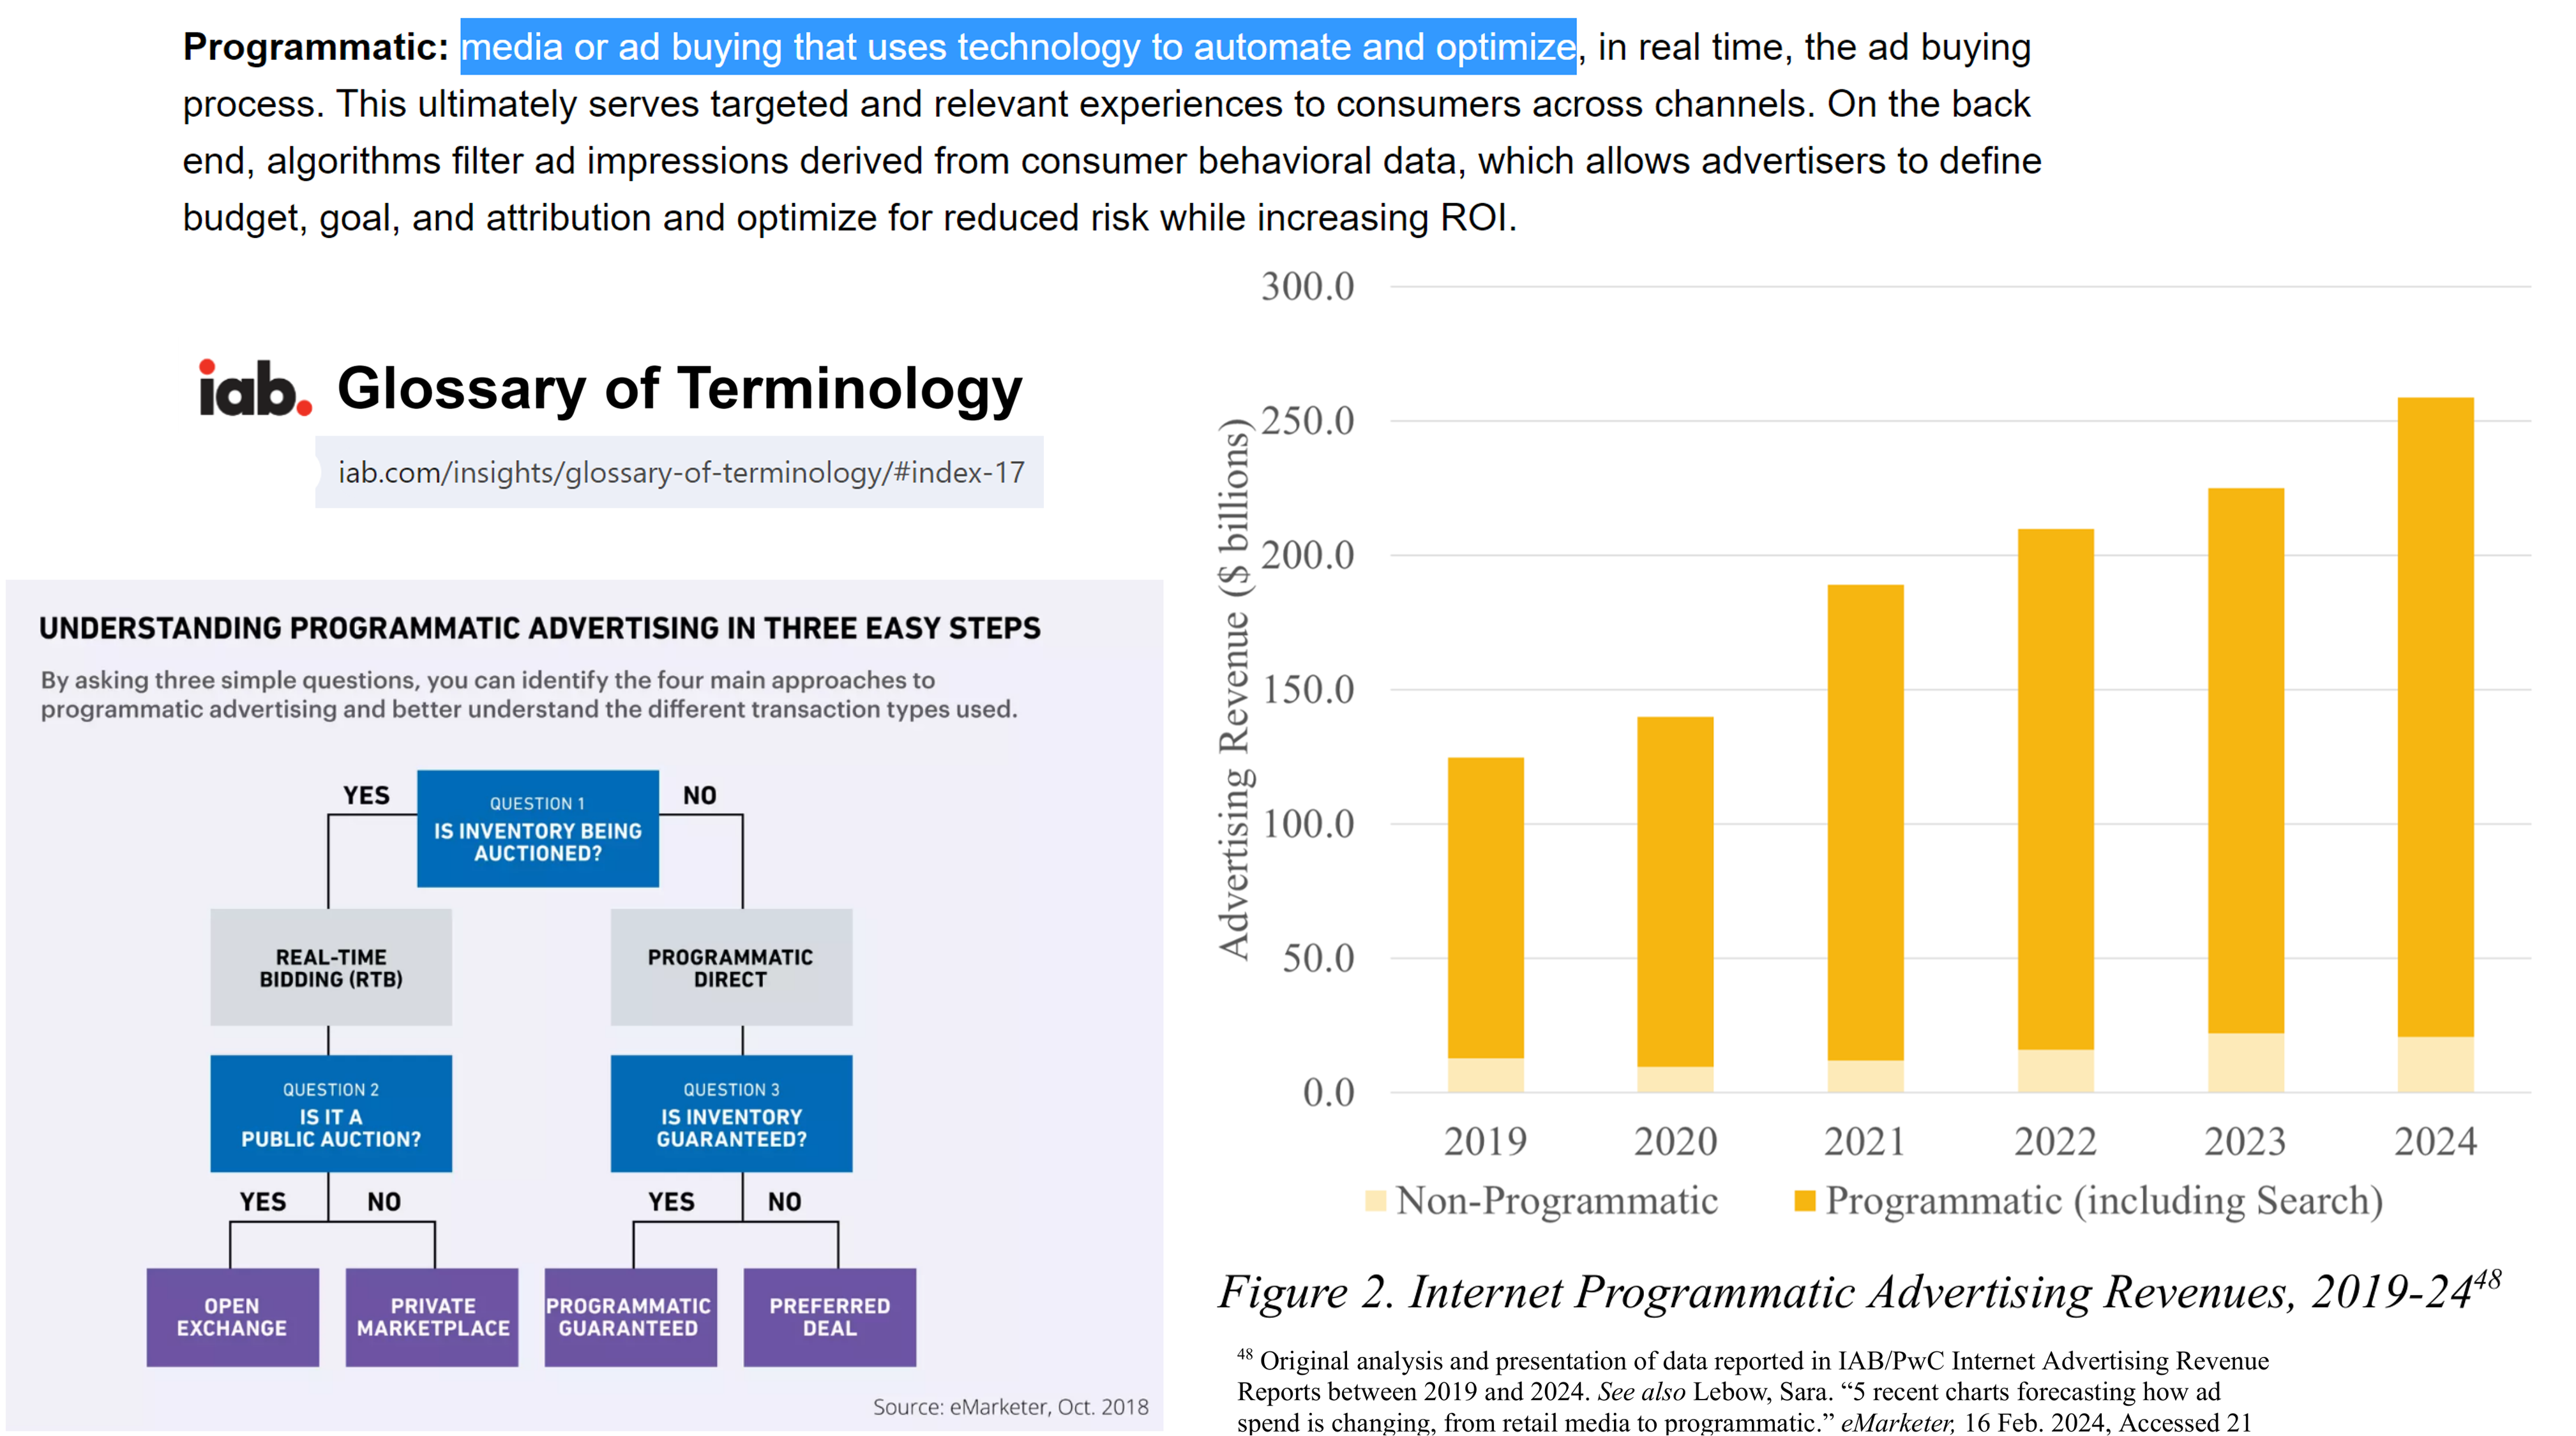 Programmatic: media or ad buying that uses technology to automate and optimize, in real time, the ad buying
process. This ultimately serves targeted and relevant experiences to consumers across channels. On the back
end, algorithms filter ad impressions derived from consumer behavioral data, which allows advertisers to define
budget, goal, and attribution and optimize for reduced risk while increasing ROI.
iab. Glossary of Terminology
iab.com/insights/glossary-of-terminology/#index-17
UNDERSTANDING PROGRAMMATIC ADVERTISING IN THREE EASY STEPS
By asking three simple questions, you can identify the four main approaches to
programmatic advertising and better understand the different transaction types used.
YES
QUESTION 1
IS INVENTORY BEING
AUCTIONED?
NO
REAL-TIME
BIDDING (RTB)
PROGRAMMATIC
DIRECT
QUESTION 2
IS IT A
PUBLIC AUCTION?
QUESTION 3
IS INVENTORY
GUARANTEED?
YES
NO
YES
NO
OPEN
EXCHANGE
PRIVATE
MARKETPLACE
PROGRAMMATIC
GUARANTEED
PREFERRED
DEAL
Source: eMarketer, Oct. 2018
Advertising Revenue ($ billions)
300.0
250.0
200.0
150.0
100.0
50.0
0.0
2019 2020 2021 2022 2023 2024
Non-Programmatic Programmatic (including Search)
Figure 2. Internet Programmatic Advertising Revenues, 2019-24⁴⁸
⁴⁸ Original analysis and presentation of data reported in IAB/PwC Internet Advertising Revenue
Reports between 2019 and 2024. See also Lebow, Sara. “5 recent charts forecasting how ad
spend is changing, from retail media to programmatic.” eMarketer, 16 Feb. 2024, Accessed 21